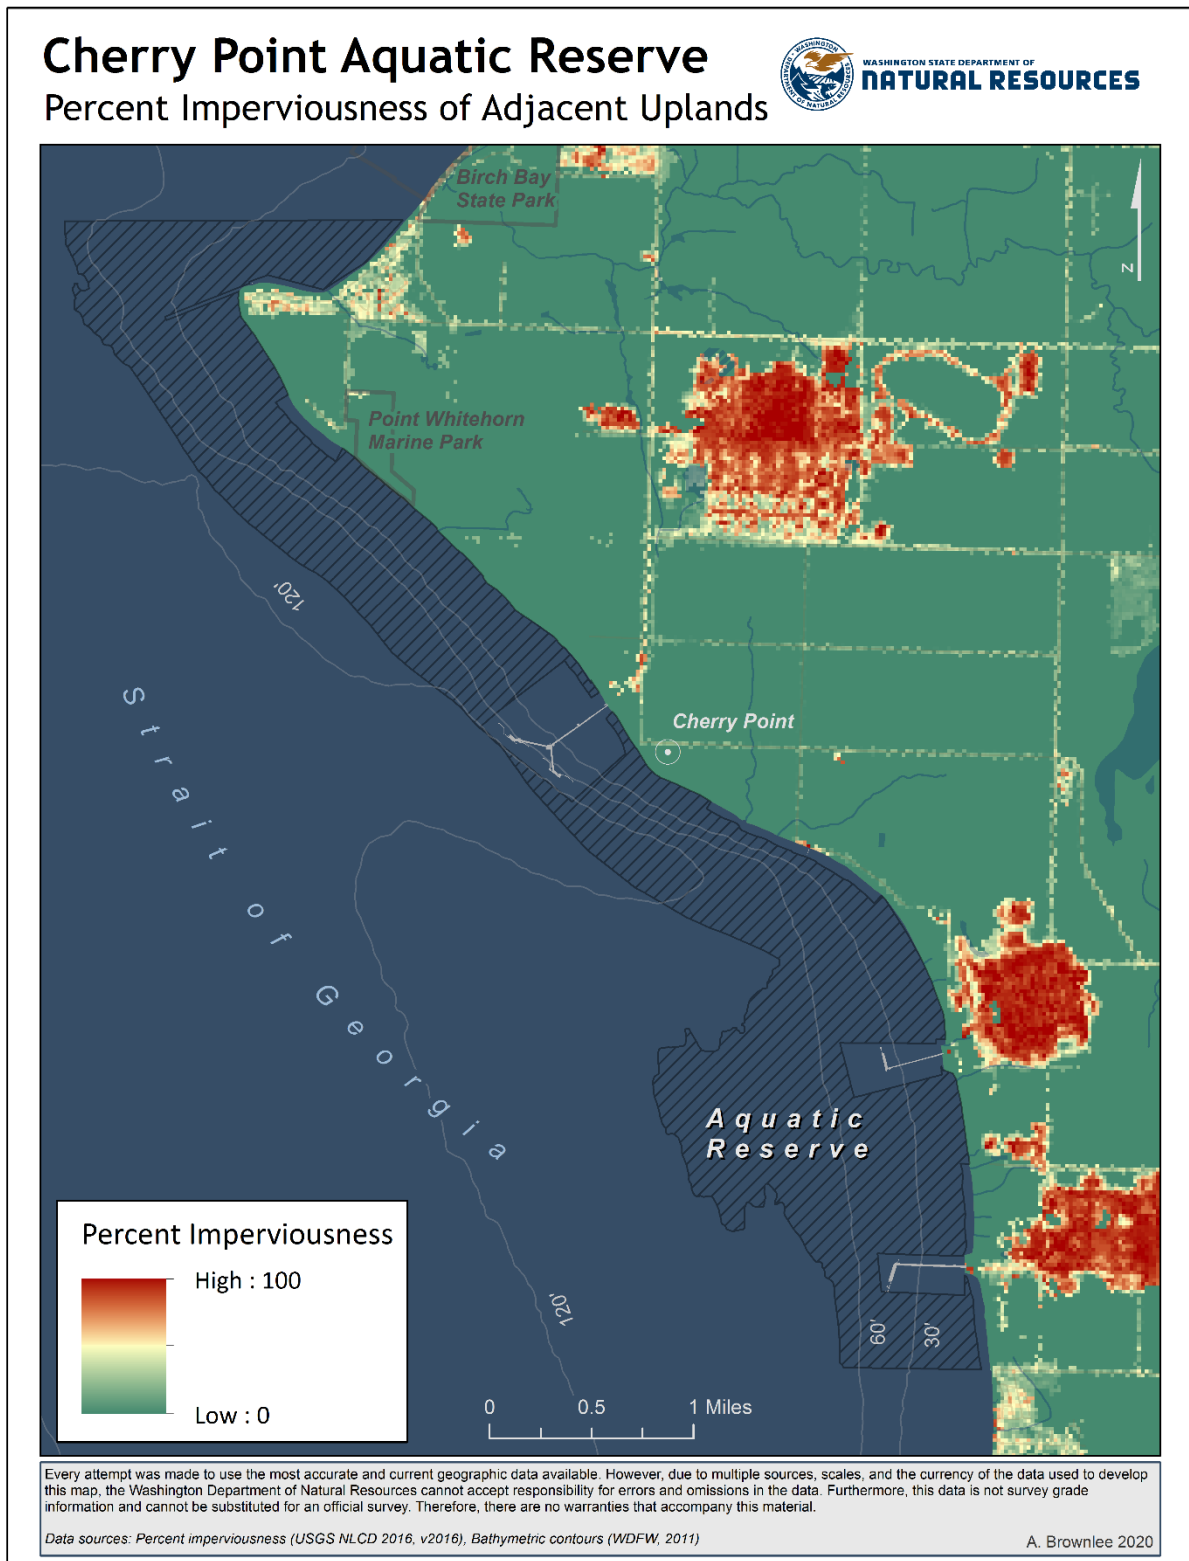 Cherry Point Aquatic Reserve
Percent Imperviousness of Adjacent Uplands
WASHINGTON
DEPARTMENT OF NATURAL RESOURCES
WASHINGTON STATE DEPARTMENT OF
NATURAL RESOURCES
Birch Bay
State Park
N
Point Whitehorn
Marine Park
120'
Cherry Point
Strait of Georgia
Aquatic
Reserve
120'
60'
30'
Percent Imperviousness
High : 100
Low : 0
0 0.5 1 Miles
Every attempt was made to use the most accurate and current geographic data available. However, due to multiple sources, scales, and the currency of the data used to develop
this map, the Washington Department of Natural Resources cannot accept responsibility for errors and omissions in the data. Furthermore, this data is not survey grade
information and cannot be substituted for an official survey. Therefore, there are no warranties that accompany this material.
Data sources: Percent imperviousness (USGS NLCD 2016, v2016), Bathymetric contours (WDFW, 2011)
A. Brownlee 2020